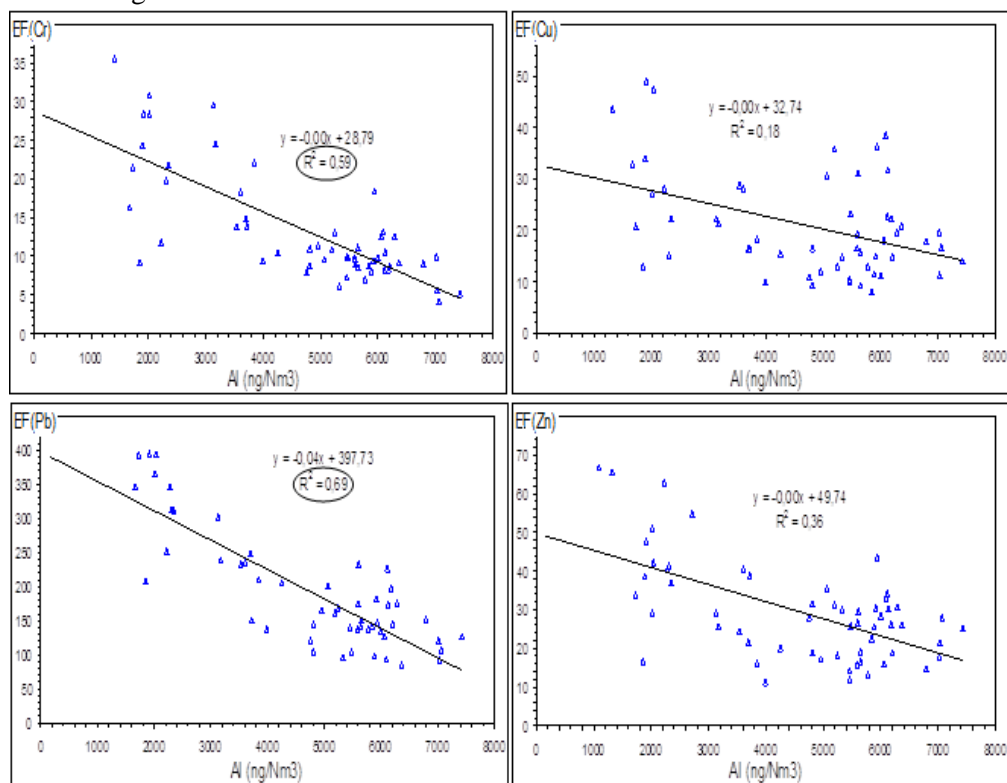 EF(Cr)
35
30
25
20
15
10
5
0
y = -0,00x + 28,79
R² = 0,59
0 1000 2000 3000 4000 5000 6000 7000 8000
Al (ng/Nm3)
EF(Cu)
60
50
40
30
20
10
0
y = -0,00x + 32,74
R² = 0,18
0 1000 2000 3000 4000 5000 6000 7000 8000
Al (ng/Nm3)
EF(Pb)
400
350
300
250
200
150
100
50
0
y = -0,04x + 397,73
R² = 0,69
0 1000 2000 3000 4000 5000 6000 7000 8000
Al (ng/Nm3)
EF(Zn)
70
60
50
40
30
20
10
0
y = -0,00x + 49,74
R² = 0,36
0 1000 2000 3000 4000 5000 6000 7000 8000
Al (ng/Nm3)